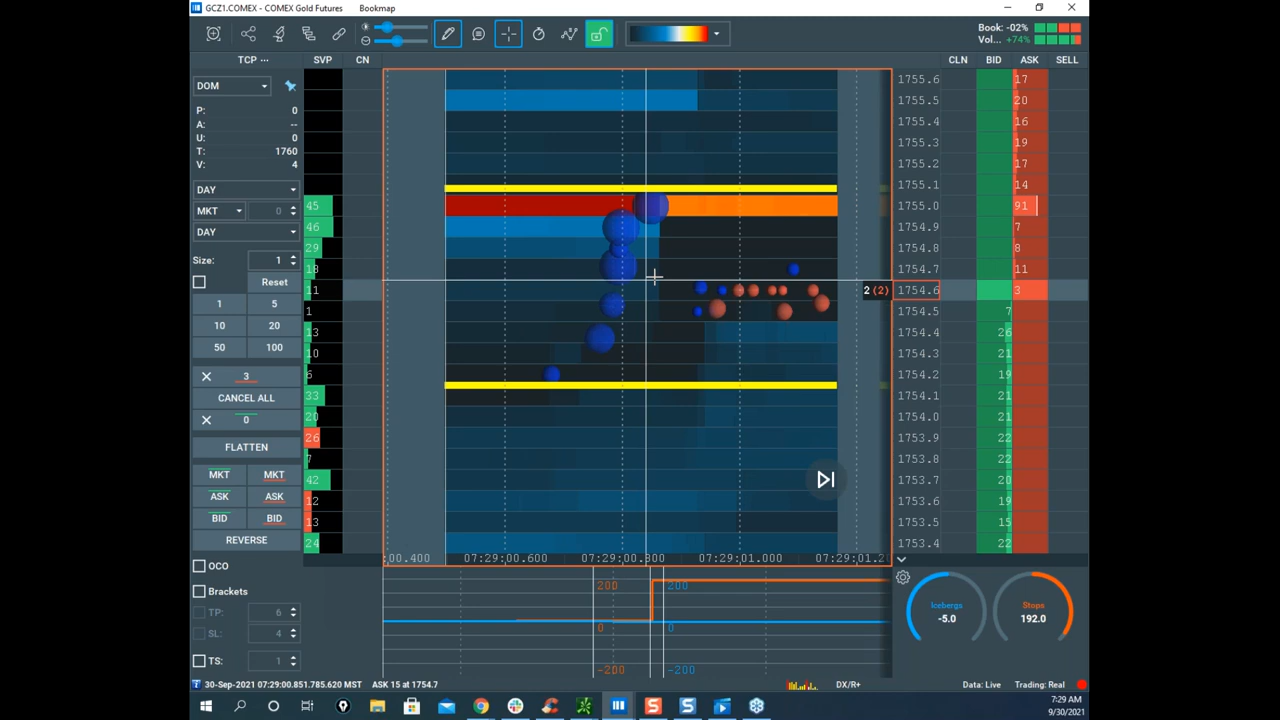 GCZ1.COMEX - COMEX Gold Futures Bookmap
Book: -02%
Vol... +74%
TCP ··· SVP CN CLN BID ASK SELL
DOM
P: 0
A: --
U: 0
T: 1760
V: 4
DAY
MKT 0
DAY
Size: 1
Reset
1 5
10 20
50 100
3
CANCEL ALL
0
FLATTEN
MKT MKT
ASK ASK
BID BID
REVERSE
OCO
Brackets
TP: 6
SL: 4
TS: 1
45
46
29
18
11
1
13
10
6
33
20
26
7
42
12
13
24
1755.6 17
1755.5 20
1755.4 16
1755.3 19
1755.2 17
1755.1 14
1755.0 91
1754.9 7
1754.8 8
1754.7 11
2 (2) 1754.6 3
1754.5 7
1754.4 26
1754.3 21
1754.2 19
1754.1 21
1754.0 21
1753.9 22
1753.8 22
1753.7 20
1753.6 19
1753.5 15
1753.4 22
:00.400 07:29:00.600 07:29:00.800 07:29:01.000 07:29:01.2
200 200
0 0
-200 -200
Icebergs
-5.0
Stops
192.0
30-Sep-2021 07:29:00.851.785.620 MST ASK 15 at 1754.7 DX/R+ Data: Live Trading: Real
7:29 AM
9/30/2021